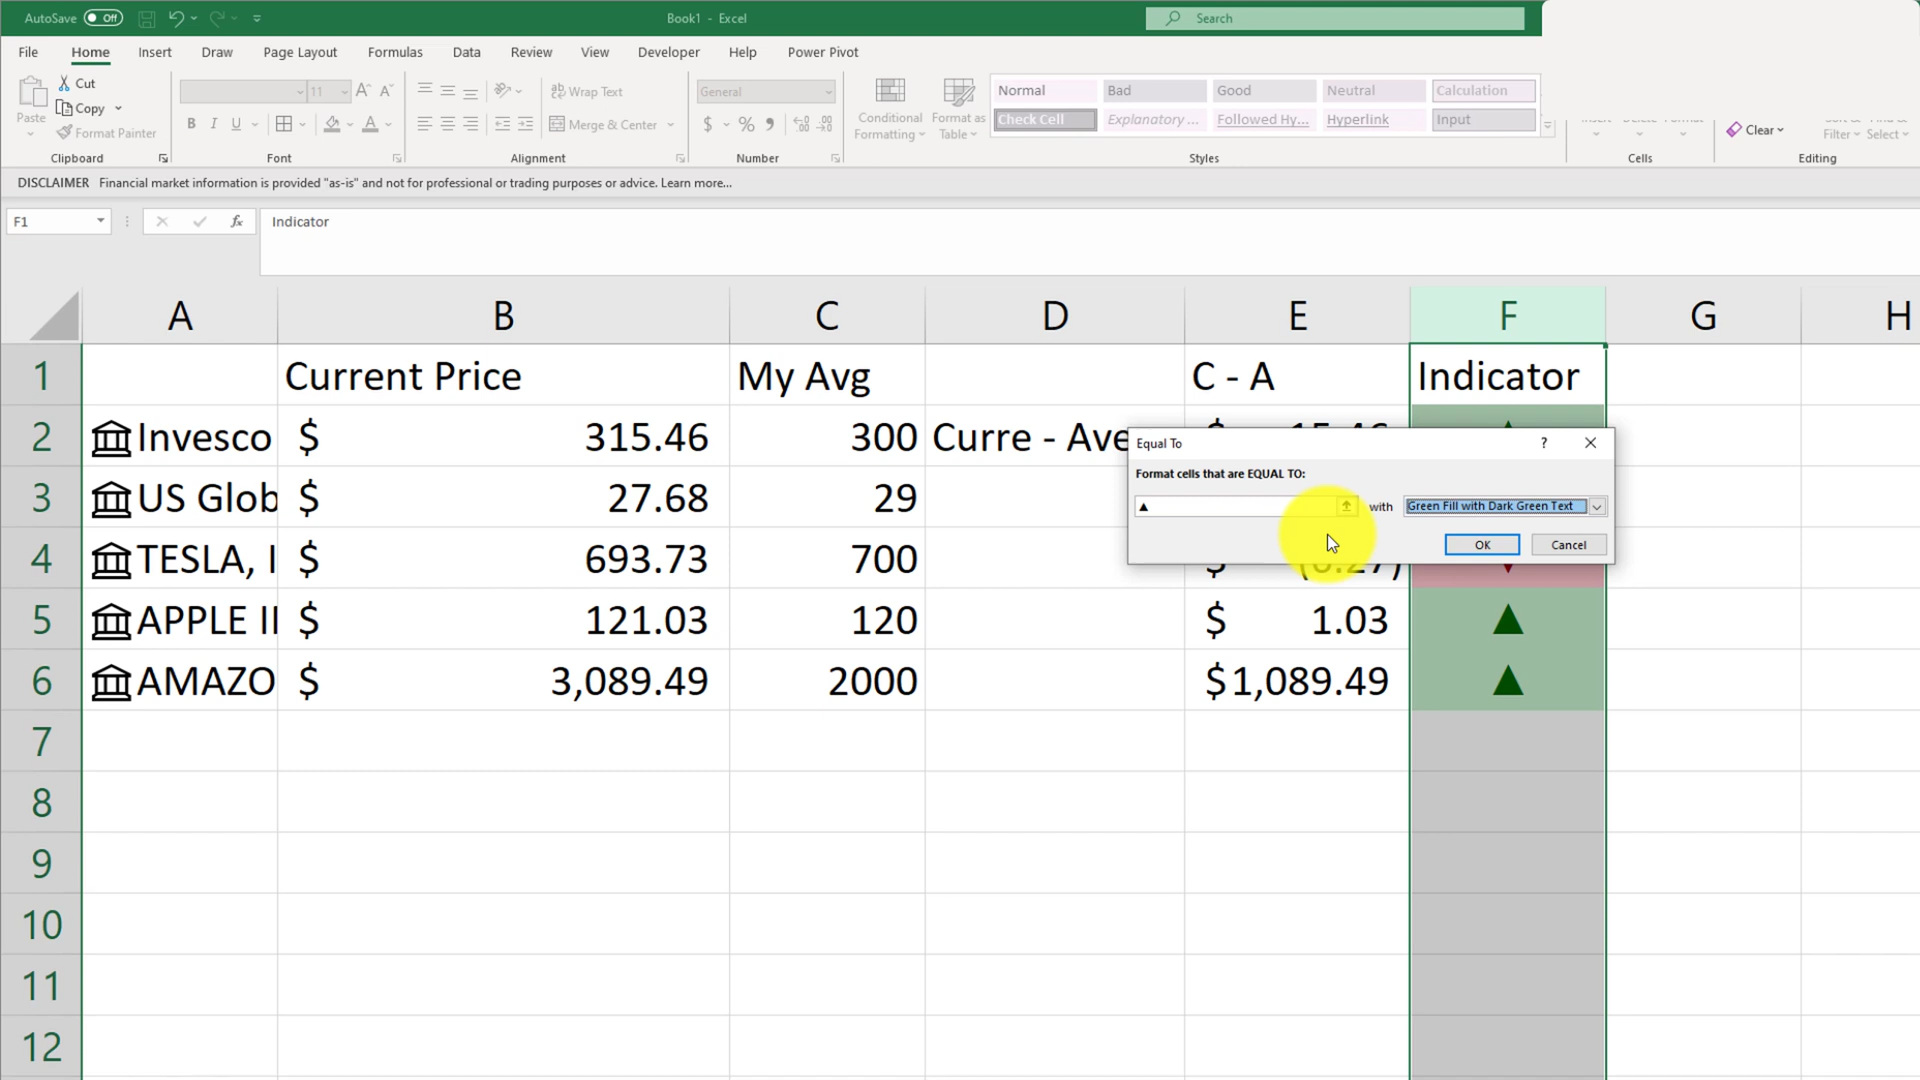 AutoSave Off Book1 - Excel Search
File Home Insert Draw Page Layout Formulas Data Review View Developer Help Power Pivot
Paste Cut Copy Format Painter
11 Wrap Text Merge & Center
General
$ % 9
Conditional Formatting Format as Table
Normal Bad Good Neutral Calculation
Check Cell Explanatory ... Followed Hy... Hyperlink Input
Clear Filter Select
Clipboard Font Alignment Number Styles Cells Editing
DISCLAIMER Financial market information is provided "as-is" and not for professional or trading purposes or advice. Learn more...
F1 fx Indicator
A B C D E F G H
1 Current Price My Avg C - A Indicator
2 Invesco $ 315.46 300 Curre - Ave
3 US Glob $ 27.68 29
4 TESLA, I $ 693.73 700 $ (6.27) ▼
5 APPLE II $ 121.03 120 $ 1.03 ▲
6 AMAZO $ 3,089.49 2000 $1,089.49 ▲
7
8
9
10
11
12
Equal To ?
Format cells that are EQUAL TO:
▲ with Green Fill with Dark Green Text
OK Cancel